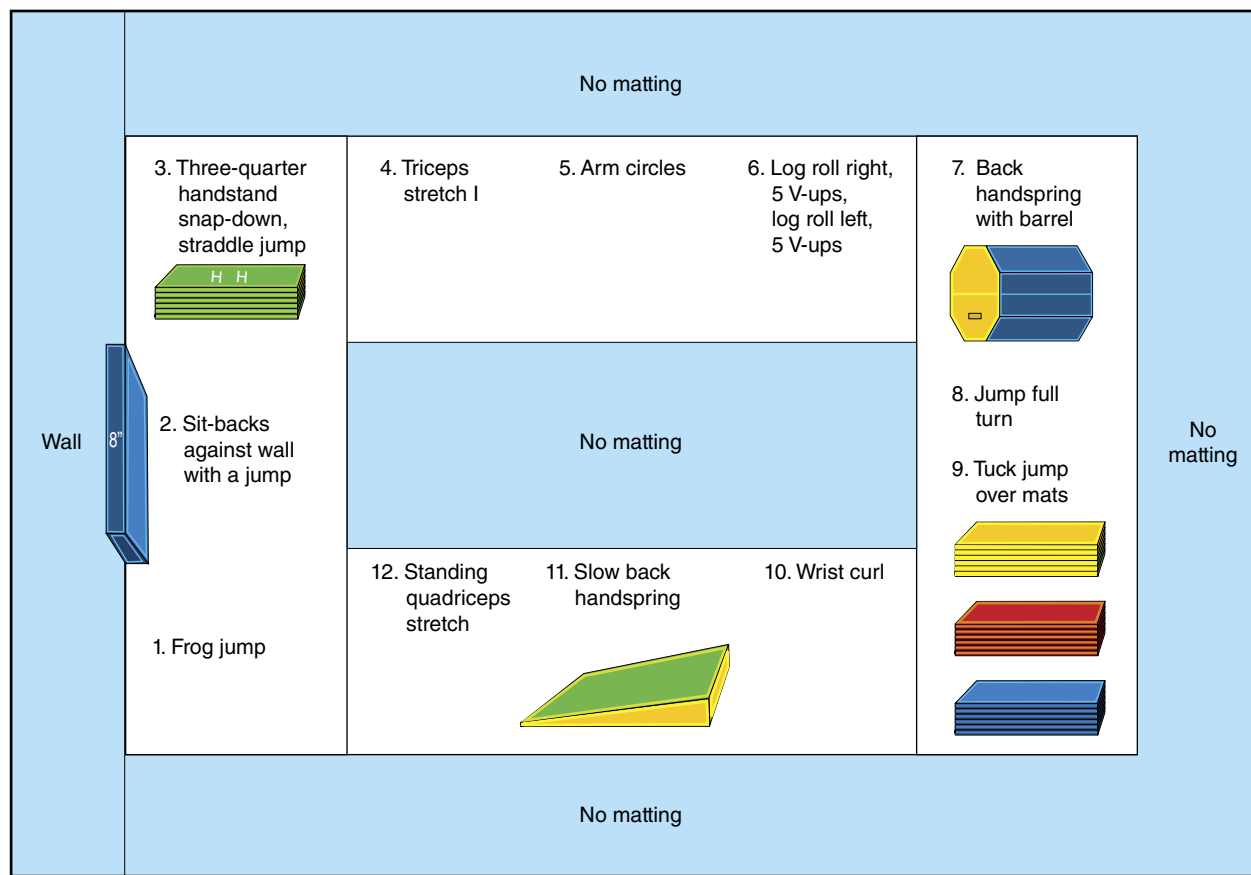 No matting
3. Three-quarter
handstand
snap-down,
straddle jump
H H
4. Triceps
stretch I
5. Arm circles
6. Log roll right,
5 V-ups,
log roll left,
5 V-ups
7. Back
handspring
with barrel
Wall
8"
2. Sit-backs
against wall
with a jump
No matting
8. Jump full
turn
9. Tuck jump
over mats
No
matting
1. Frog jump
12. Standing
quadriceps
stretch
11. Slow back
handspring
10. Wrist curl
No matting